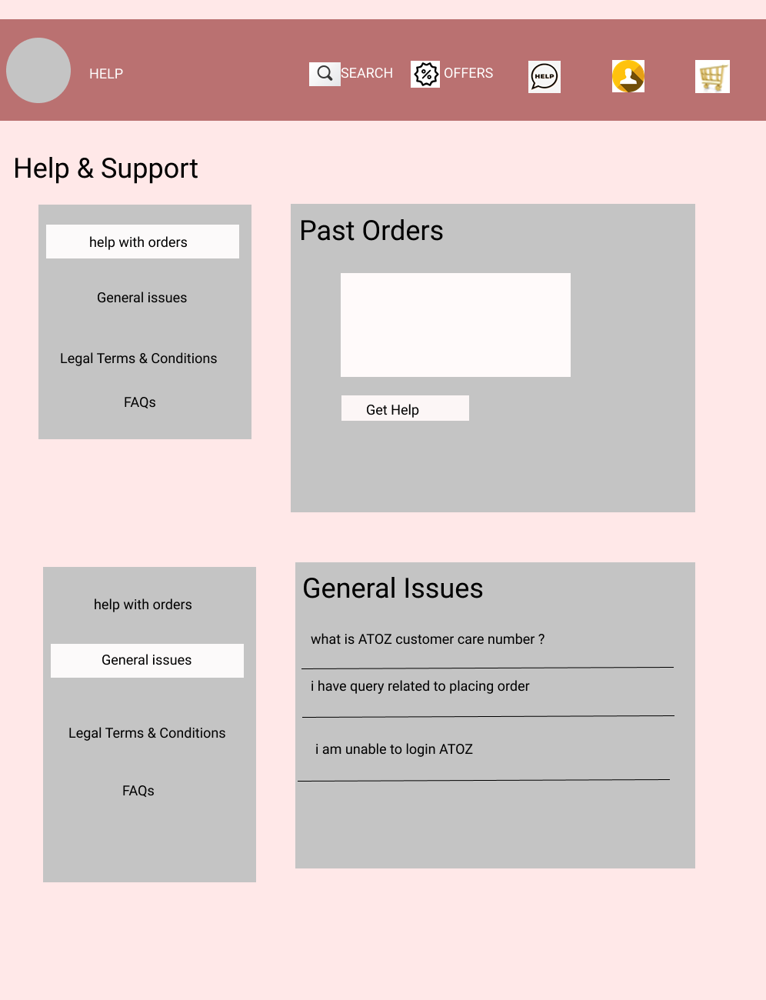 HELP
SEARCH
OFFERS
HELP
Help & Support
help with orders
General issues
Legal Terms & Conditions
FAQs
Past Orders
Get Help
help with orders
General issues
Legal Terms & Conditions
FAQs
General Issues
what is ATOZ customer care number ?
i have query related to placing order
i am unable to login ATOZ